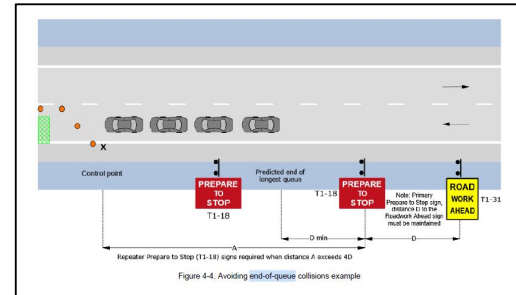 x
Control point
PREPARE
TO
STOP
T1-18
Predicted end of
longest queue
T1-18
PREPARE
TO
STOP
Note: Primary
Prepare to Stop sign,
distance D to the
Roadwork Ahead sign
must be maintained
ROAD
WORK
AHEAD
T1-31
D min
D
A
Repeater Prepare to Stop (T1-18) signs required when distance A exceeds 4D
Figure 4-4. Avoiding end-of-queue collisions example